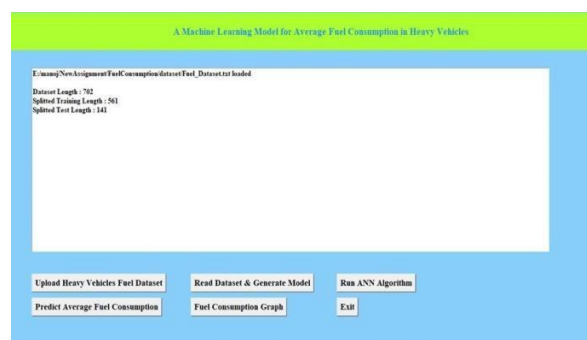 A Machine Learning Model for Average Fuel Consumption in Heavy Vehicles
E:/manoj/NewAssignment/FuelConsumption/dataset/Fuel_Dataset.txt loaded
Dataset Length : 702
Splitted Training Length : 561
Splitted Test Length : 141
Upload Heavy Vehicles Fuel Dataset
Read Dataset & Generate Model
Run ANN Algorithm
Predict Average Fuel Consumption
Fuel Consumption Graph
Exit